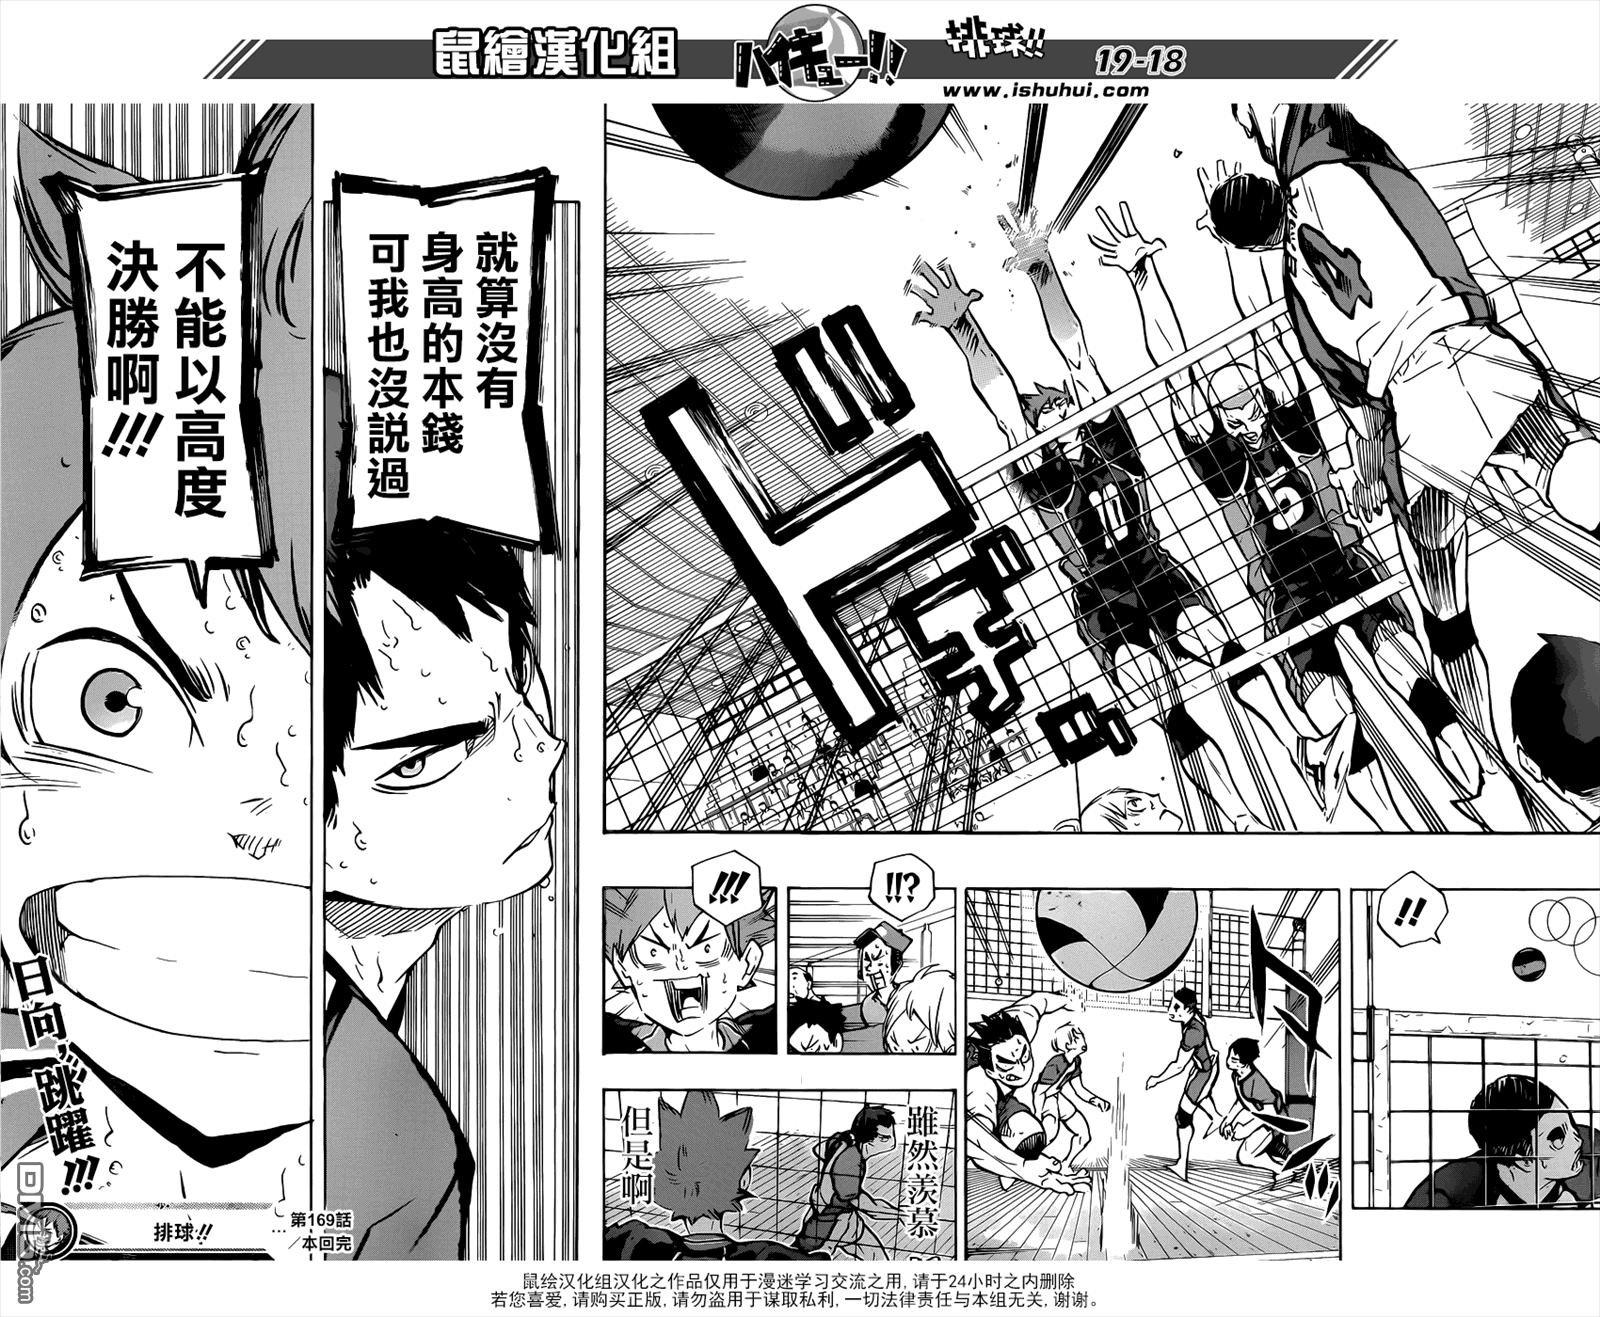 鼠繪漢化組
ハイキュー!!
排球!!
19-18
www.ishuhui.com
ド
!!
!!?
!!!
雖然羨慕
但是啊
就算沒有
身高的本錢
可我也沒説過
不能以高度
決勝啊!!!
日向,跳躍!!!
排球!!
…第169話
／本回完
鼠绘汉化组汉化之作品仅用于漫迷学习交流之用,请于24小时之内删除
若您喜爱,请购买正版,请勿盗用于谋取私利,一切法律责任与本组无关,谢谢。